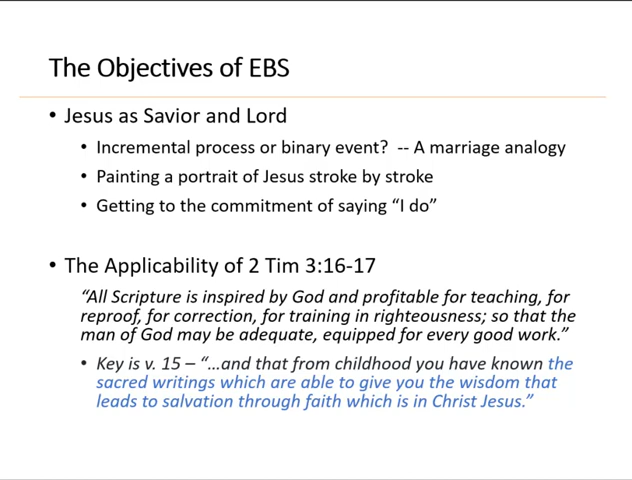 The Objectives of EBS
• Jesus as Savior and Lord
• Incremental process or binary event?  -- A marriage analogy
• Painting a portrait of Jesus stroke by stroke
• Getting to the commitment of saying “I do”
• The Applicability of 2 Tim 3:16-17
“All Scripture is inspired by God and profitable for teaching, for
reproof, for correction, for training in righteousness; so that the
man of God may be adequate, equipped for every good work.”
• Key is v. 15 – “…and that from childhood you have known the
sacred writings which are able to give you the wisdom that
leads to salvation through faith which is in Christ Jesus.”